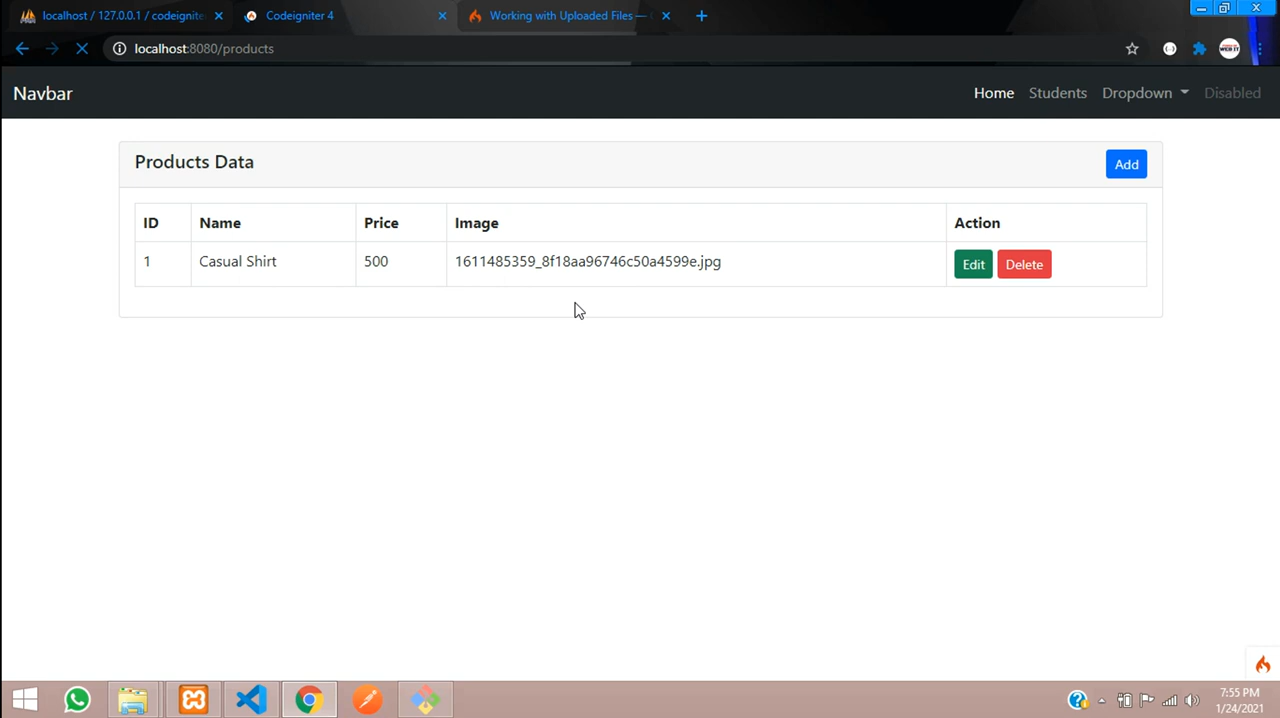 localhost / 127.0.0.1 / codeignite
Codeigniter 4
Working with Uploaded Files —
localhost:8080/products
Navbar
Home
Students
Dropdown
Disabled
Products Data
Add
ID Name Price Image Action
1 Casual Shirt 500 1611485359_8f18aa96746c50a4599e.jpg Edit Delete
7:55 PM
1/24/2021